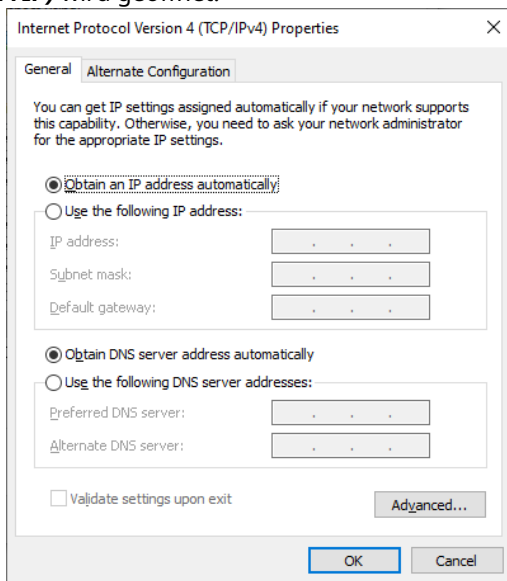 wird geöffnet.
Internet Protocol Version 4 (TCP/IPv4) Properties
General Alternate Configuration
You can get IP settings assigned automatically if your network supports
this capability. Otherwise, you need to ask your network administrator
for the appropriate IP settings.
Obtain an IP address automatically
Use the following IP address:
IP address: . . .
Subnet mask: . . .
Default gateway: . . .
Obtain DNS server address automatically
Use the following DNS server addresses:
Preferred DNS server: . . .
Alternate DNS server: . . .
Validate settings upon exit
Advanced...
OK Cancel